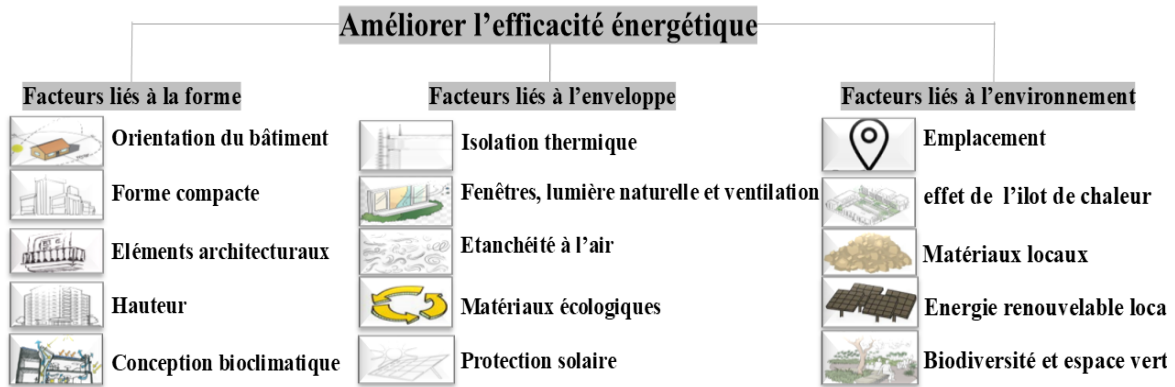 Améliorer l’efficacité énergétique
Facteurs liés à la forme
Orientation du bâtiment
Forme compacte
Eléments architecturaux
Hauteur
Conception bioclimatique
Facteurs liés à l’enveloppe
Isolation thermique
Fenêtres, lumière naturelle et ventilation
Etanchéité à l’air
Matériaux écologiques
Protection solaire
Facteurs liés à l’environnement
Emplacement
effet de l’ilot de chaleur
Matériaux locaux
Energie renouvelable loca
Biodiversité et espace vert